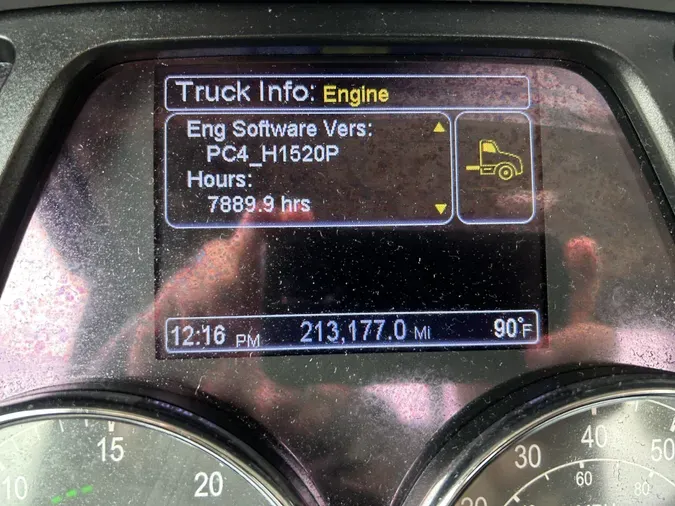 Truck Info: Engine
Eng Software Vers:
PC4_H1520P
Hours:
7889.9 hrs
12:16 PM 213,177.0 MI 90°F
10 15 20
20 30 40 50
60 80